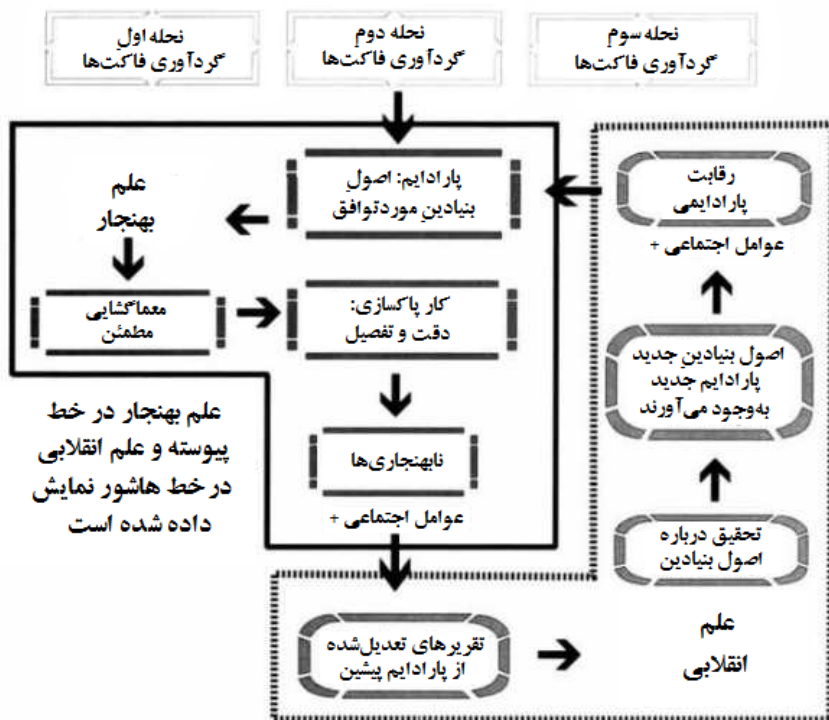 نحله اولِ
گردآوری فاکت‌ها
نحله دومِ
گردآوری فاکت‌ها
نحله سومِ
گردآوری فاکت‌ها
پارادایم: اصولِ
بنیادینِ موردتوافق
علم
بهنجار
معماگشایی
مطمئن
کار پاکسازی:
دقت و تفصیل
نابهنجاری‌ها
عوامل اجتماعی +
علم بهنجار در خط
پیوسته و علم انقلابی
در خط هاشور نمایش
داده شده است
تقریرهای تعدیل‌شده
از پارادایم پیشین
علم
انقلابی
تحقیق درباره
اصول بنیادین
اصول بنیادینِ جدید
پارادایمِ جدید
به‌وجود می‌آورند
رقابت
پارادایمی
عوامل اجتماعی +